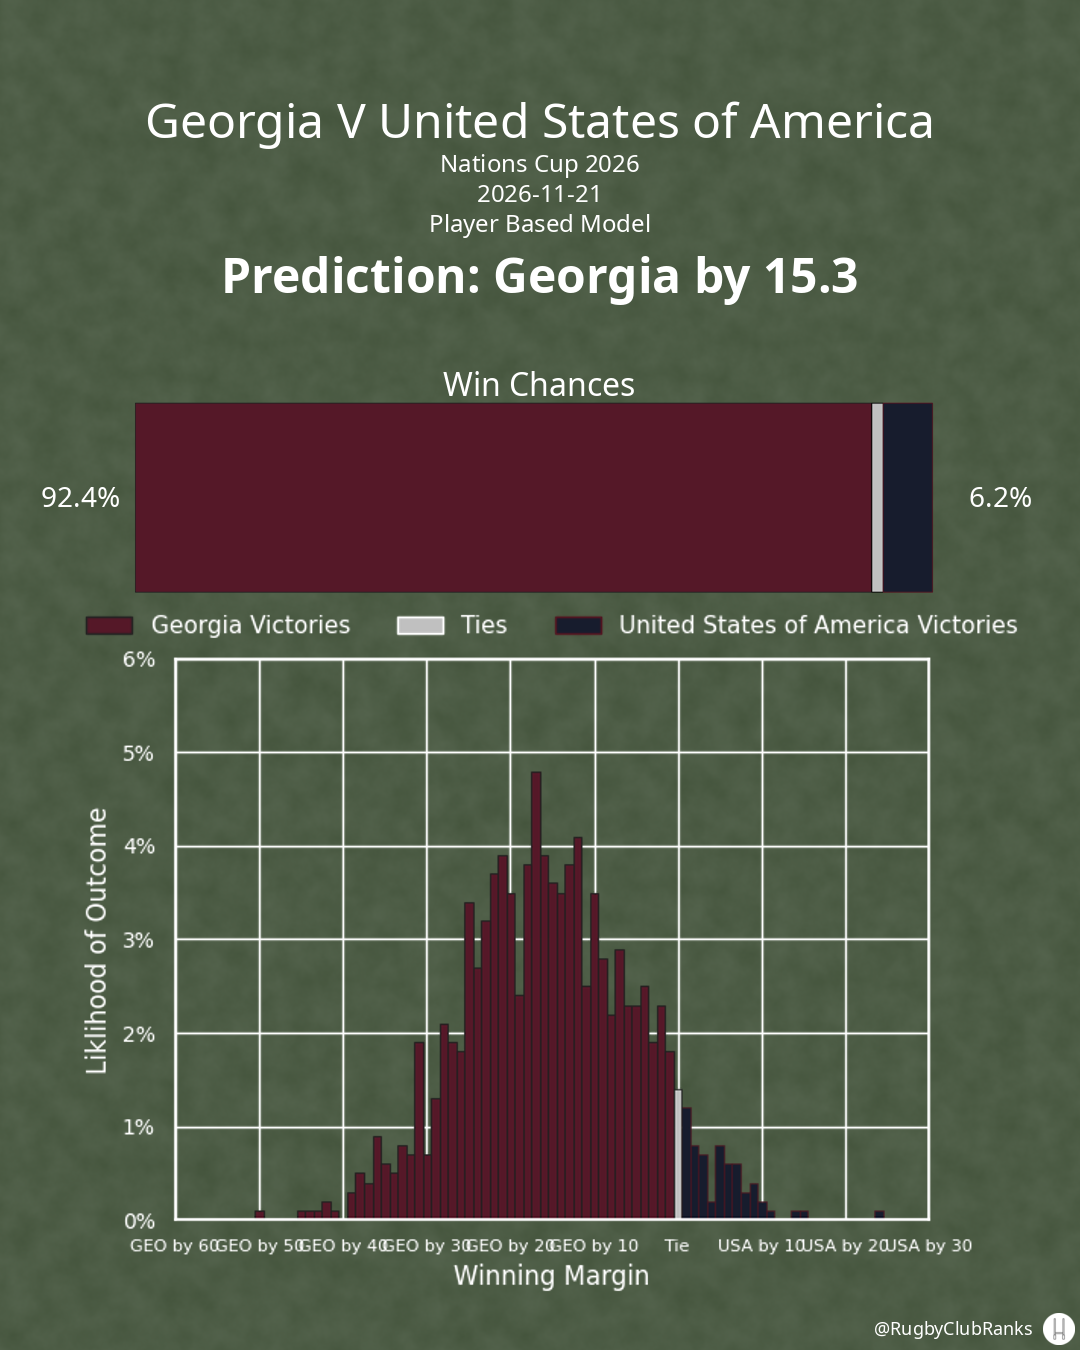 Georgia V United States of America
Nations Cup 2026
2026-11-21
Player Based Model
Prediction: Georgia by 15.3
Win Chances
92.4%
6.2%
Georgia Victories
Ties
United States of America Victories
6%
5%
4%
3%
2%
1%
0%
Liklihood of Outcome
GEO by 60
GEO by 50
GEO by 40
GEO by 30
GEO by 20
GEO by 10
Tie
USA by 10
USA by 20
USA by 30
Winning Margin
@RugbyClubRanks